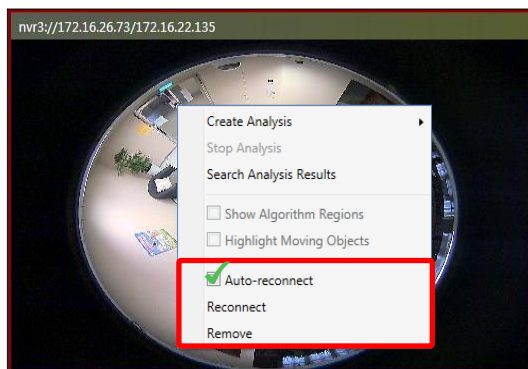 nvr3://172.16.26.73/172.16.22.135
Create Analysis
Stop Analysis
Search Analysis Results
Show Algorithm Regions
Highlight Moving Objects
Auto-reconnect
Reconnect
Remove